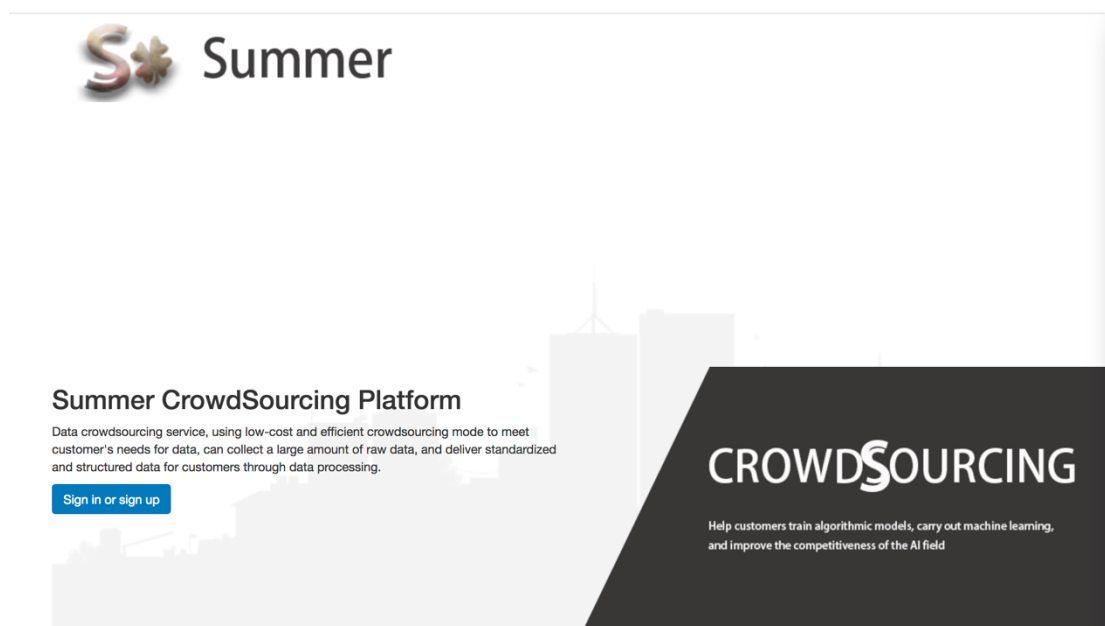 S Summer
Summer CrowdSourcing Platform
Data crowdsourcing service, using low-cost and efficient crowdsourcing mode to meet
customer's needs for data, can collect a large amount of raw data, and deliver standardized
and structured data for customers through data processing.
Sign in or sign up
CROWDSOURCING
Help customers train algorithmic models, carry out machine learning,
and improve the competitiveness of the AI field